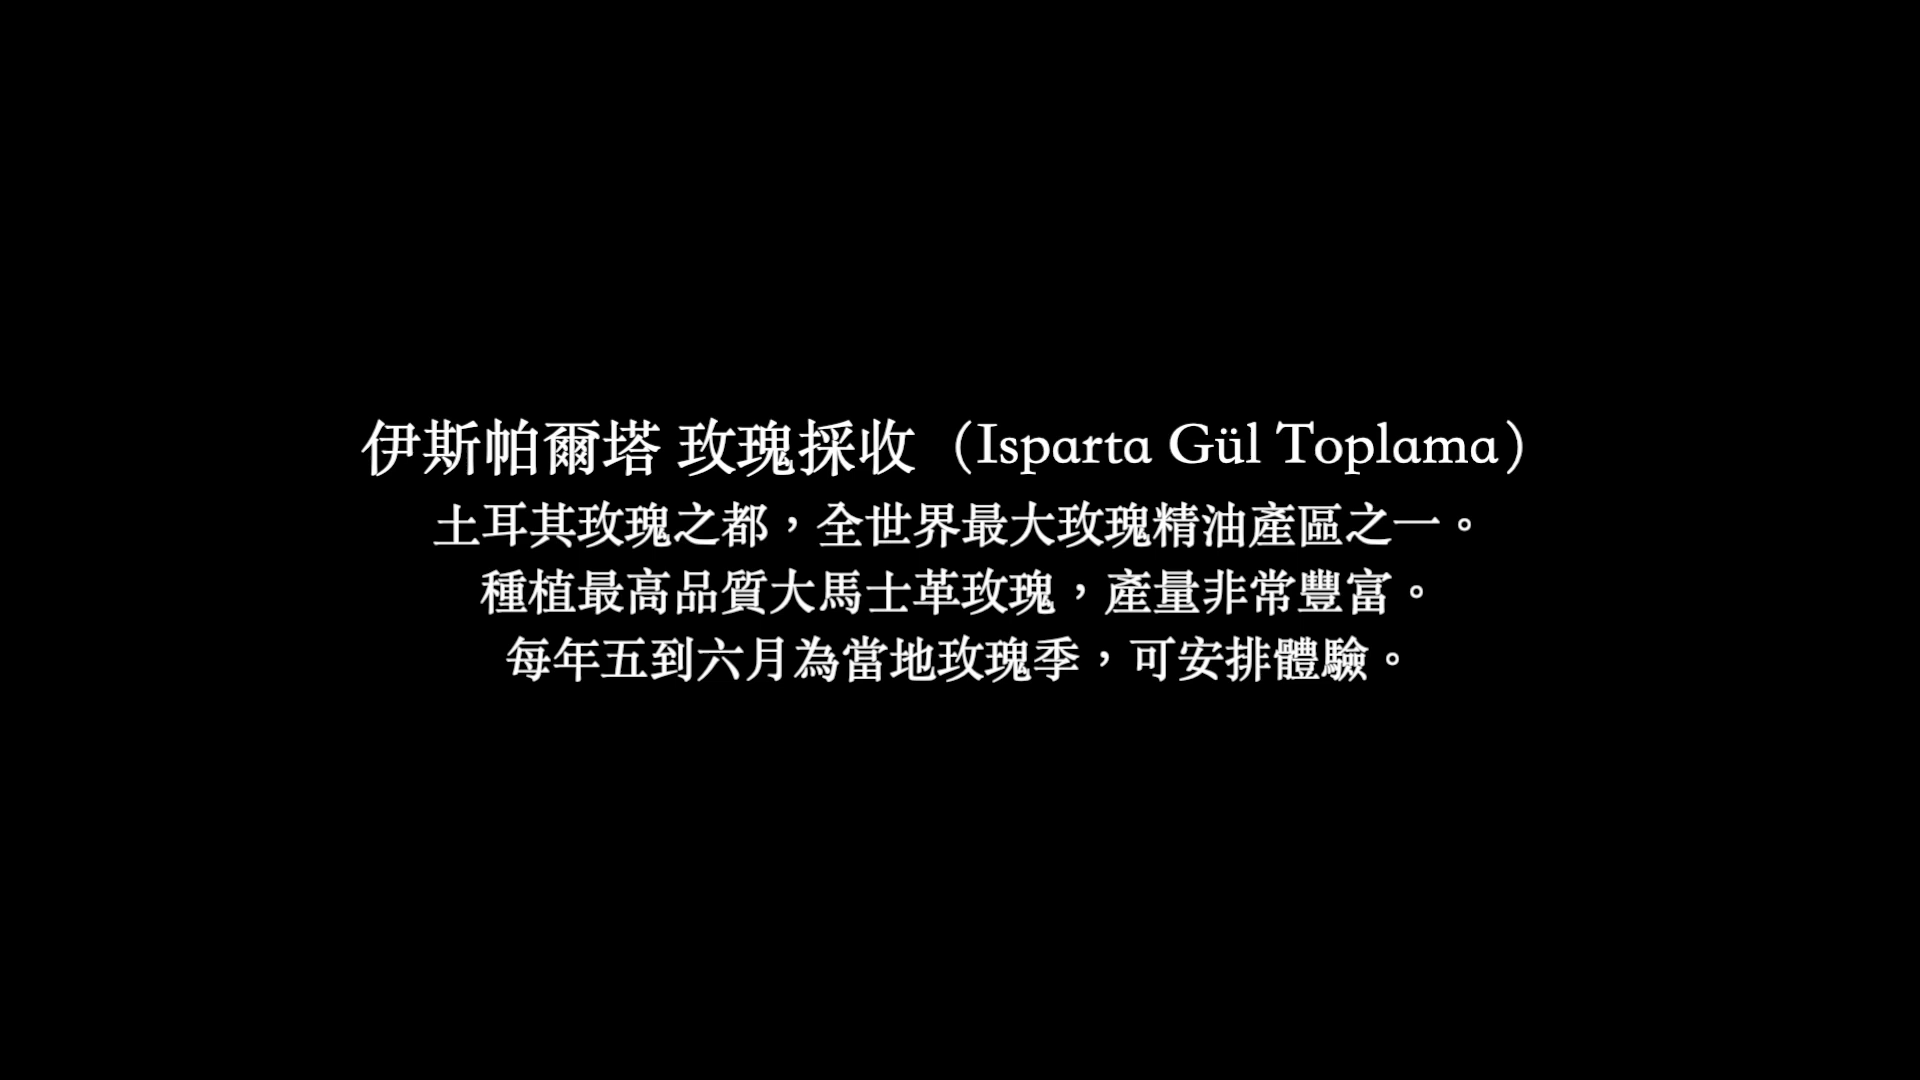 伊斯帕爾塔 玫瑰採收（Isparta Gül Toplama）
土耳其玫瑰之都，全世界最大玫瑰精油產區之一。
種植最高品質大馬士革玫瑰，產量非常豐富。
每年五到六月為當地玫瑰季，可安排體驗。